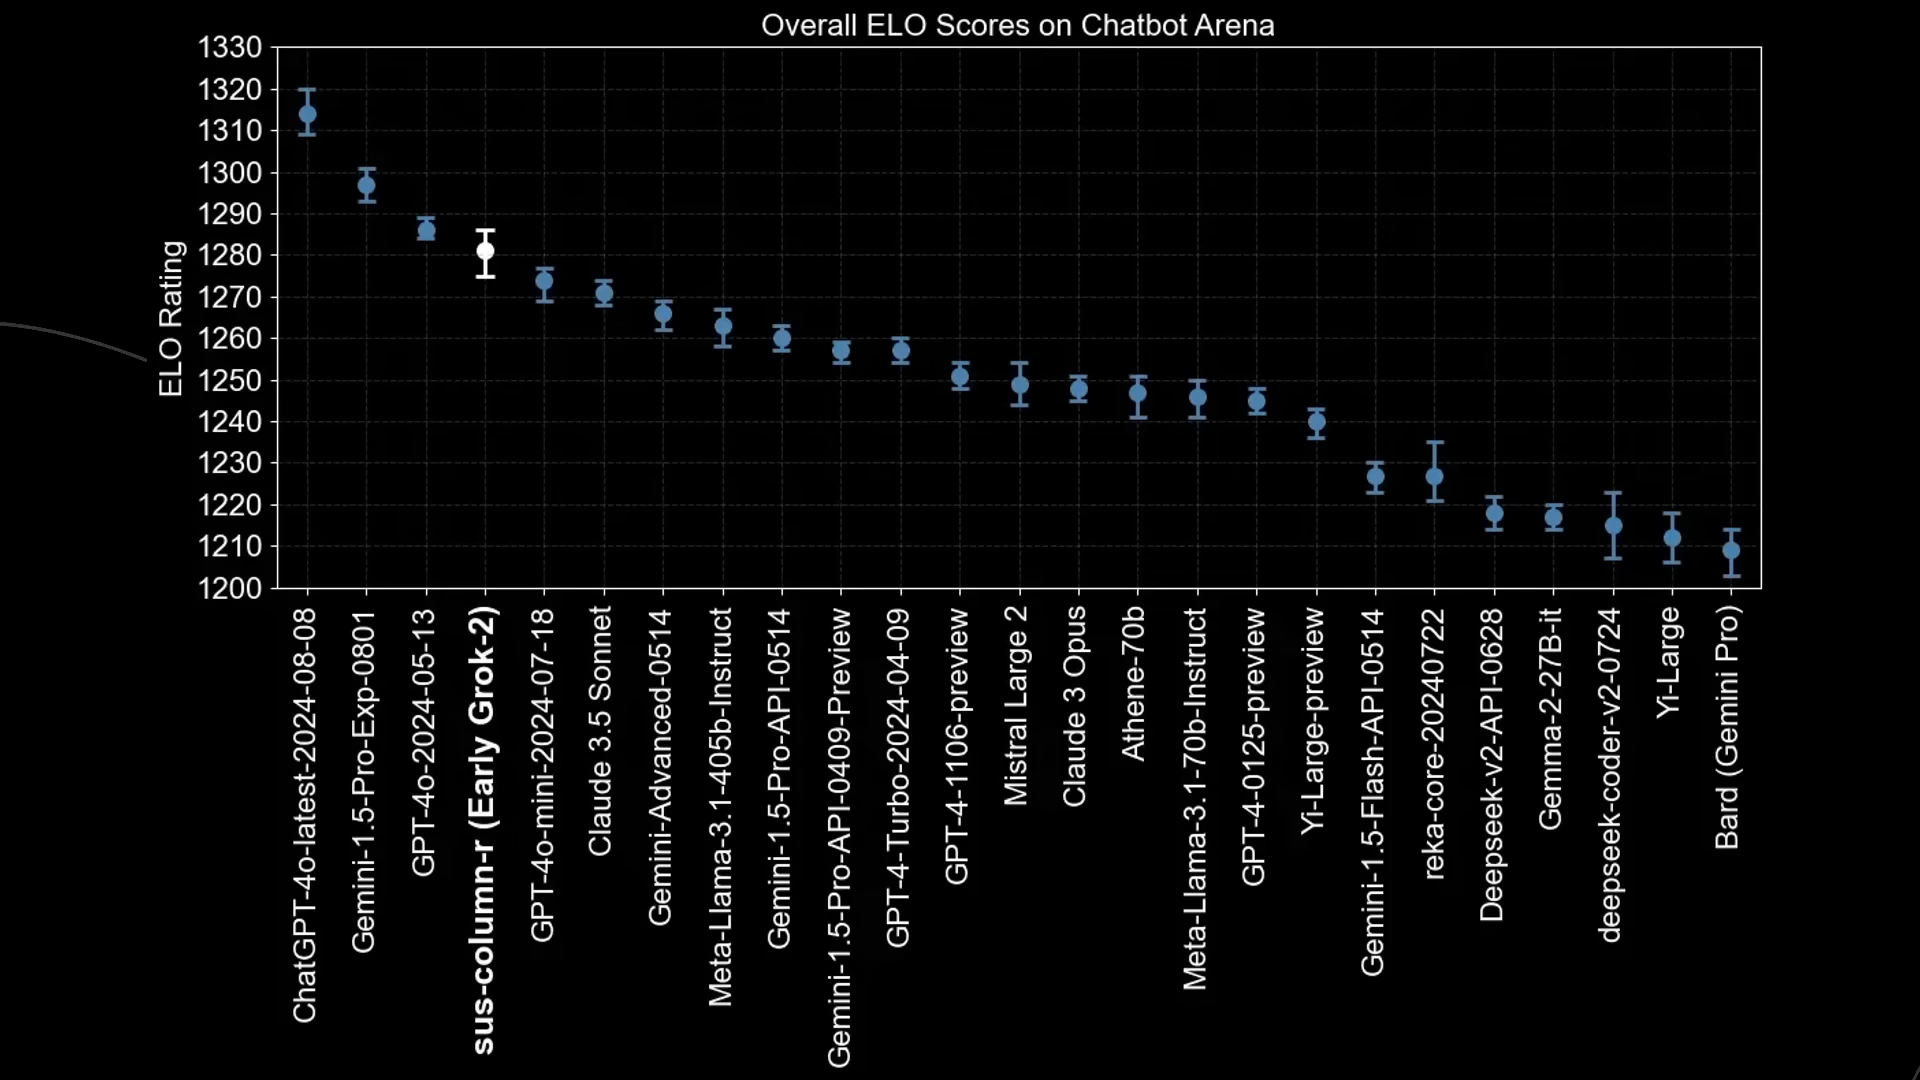 Overall ELO Scores on Chatbot Arena
1330
1320
1310
1300
1290
1280
1270
1260
1250
1240
1230
1220
1210
1200
ELO Rating
ChatGPT-4o-latest-2024-08-08
Gemini-1.5-Pro-Exp-0801
GPT-4o-2024-05-13
sus-column-r (Early Grok-2)
GPT-4o-mini-2024-07-18
Claude 3.5 Sonnet
Gemini-Advanced-0514
Meta-Llama-3.1-405b-Instruct
Gemini-1.5-Pro-API-0514
Gemini-1.5-Pro-API-0409-Preview
GPT-4-Turbo-2024-04-09
GPT-4-1106-preview
Mistral Large 2
Claude 3 Opus
Athene-70b
Meta-Llama-3.1-70b-Instruct
GPT-4-0125-preview
Yi-Large-preview
Gemini-1.5-Flash-API-0514
reka-core-20240722
Deepseek-v2-API-0628
Gemma-2-27B-it
deepseek-coder-v2-0724
Yi-Large
Bard (Gemini Pro)